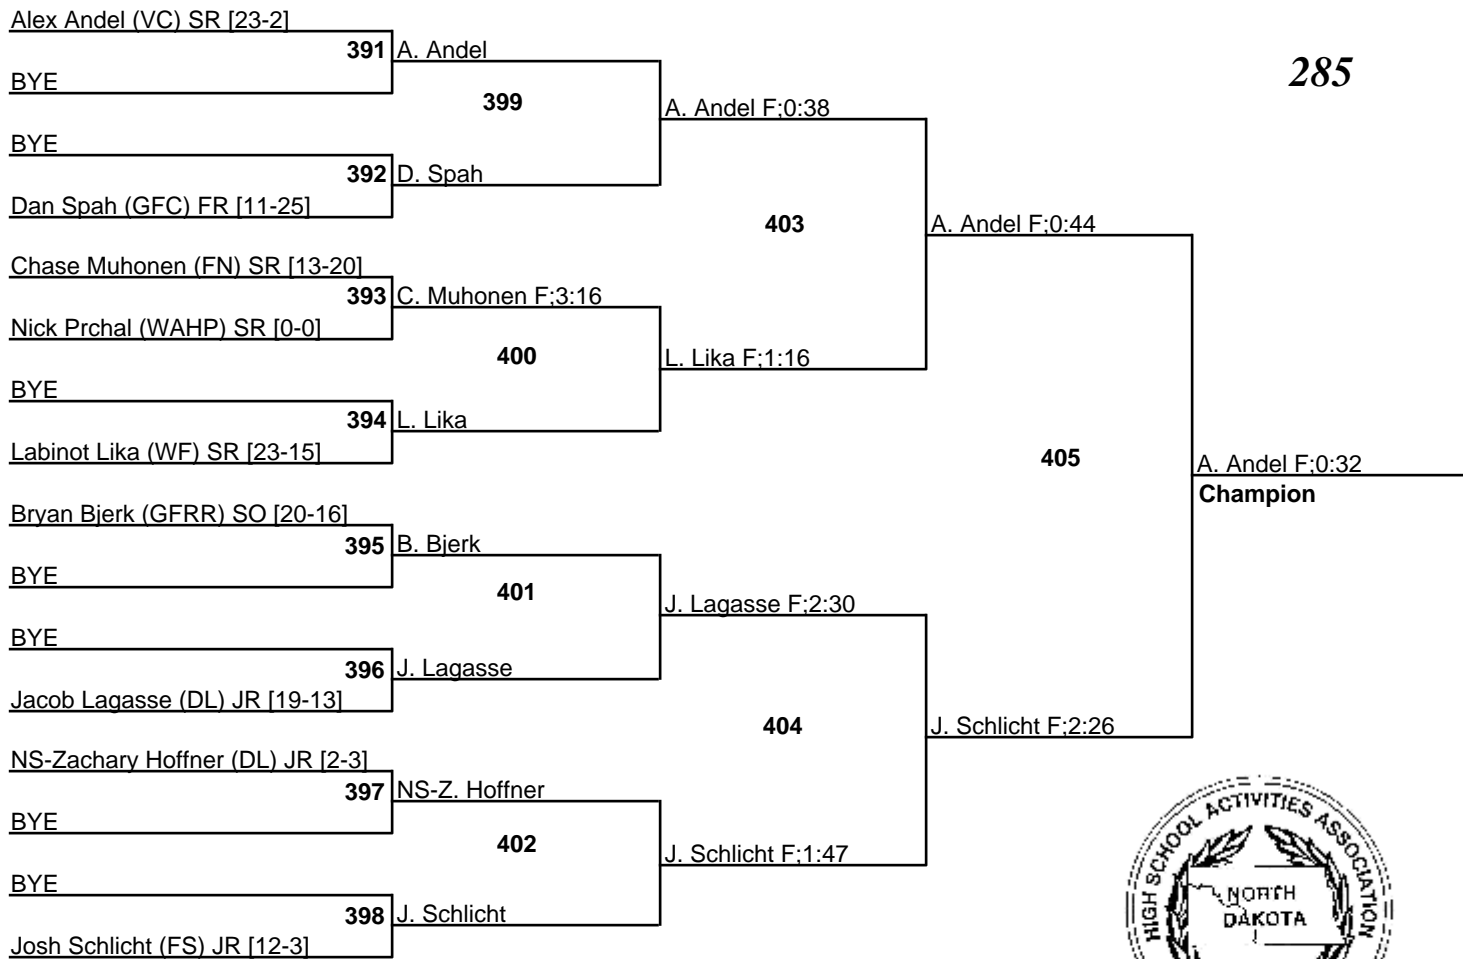 Alex Andel (VC) SR [23-2]
391 A. Andel
BYE
285
399
A. Andel F;0:38
BYE
392 D. Spah
Dan Spah (GFC) FR [11-25]
403
A. Andel F;0:44
Chase Muhonen (FN) SR [13-20]
393 C. Muhonen F;3:16
Nick Prchal (WAHP) SR [0-0]
400
L. Lika F;1:16
BYE
394 L. Lika
Labinot Lika (WF) SR [23-15]
405
A. Andel F;0:32
Champion
Bryan Bjerk (GFRR) SO [20-16]
395 B. Bjerk
BYE
401
J. Lagasse F;2:30
BYE
396 J. Lagasse
Jacob Lagasse (DL) JR [19-13]
404
J. Schlicht F;2:26
NS-Zachary Hoffner (DL) JR [2-3]
397 NS-Z. Hoffner
BYE
402
J. Schlicht F;1:47
BYE
398 J. Schlicht
Josh Schlicht (FS) JR [12-3]
HIGH SCHOOL ACTIVITIES ASSOCIATION
NORTH
DAKOTA